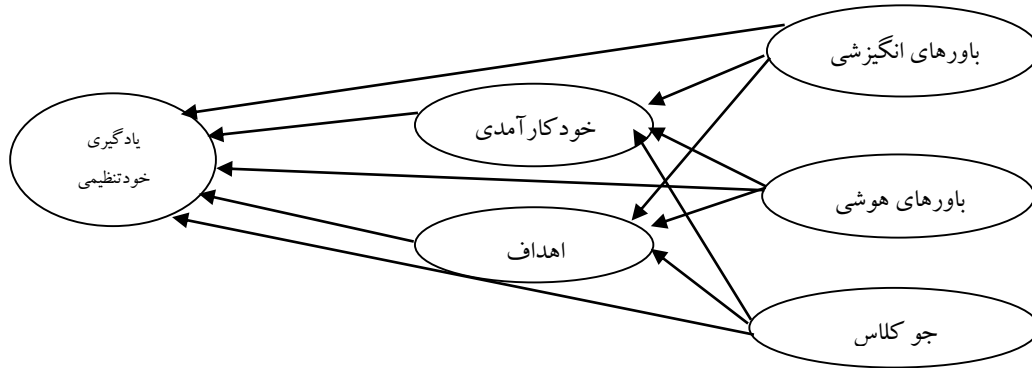 باورهای انگیزشی
خودکارآمدی
یادگیری
خودتنظیمی
باورهای هوشی
اهداف
جو کلاس